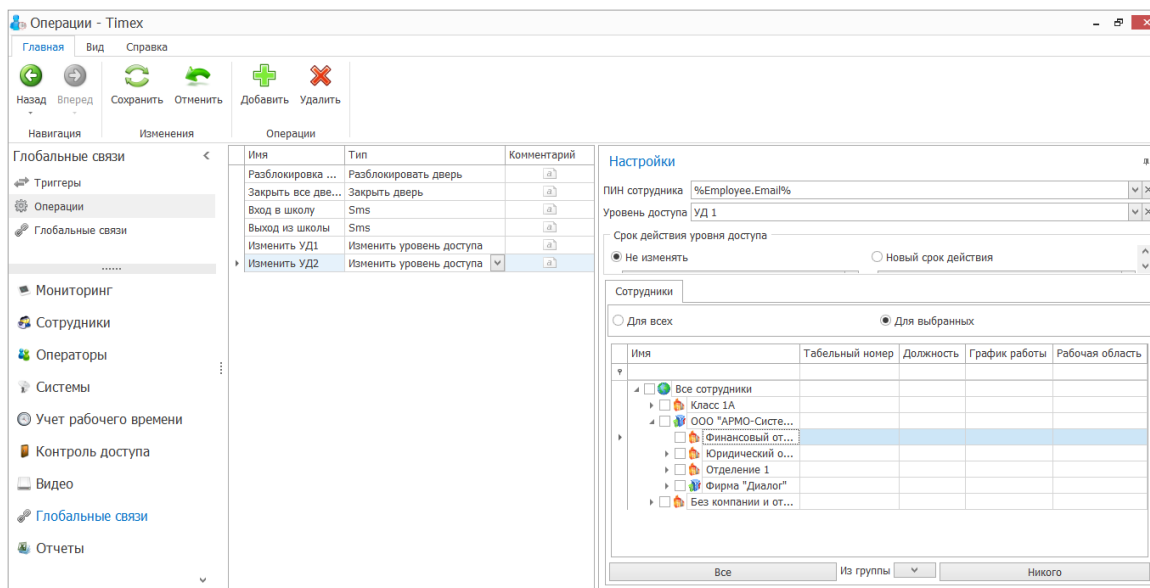 Операции - Timex
Главная Вид Справка
Назад Вперед Сохранить Отменить Добавить Удалить
Навигация Изменения Операции
Глобальные связи
Триггеры
Операции
Глобальные связи
Мониторинг
Сотрудники
Операторы
Системы
Учет рабочего времени
Контроль доступа
Видео
Глобальные связи
Отчеты
Имя Тип Комментарий
Разблокировка ... Разблокировать дверь
Закрыть все две... Закрыть дверь
Вход в школу Sms
Выход из школы Sms
Изменить УД1 Изменить уровень доступа
Изменить УД2 Изменить уровень доступа
Настройки
ПИН сотрудника %Employee.Email%
Уровень доступа УД 1
Срок действия уровня доступа
Не изменять Новый срок действия
Сотрудники
Для всех Для выбранных
Имя Табельный номер Должность График работы Рабочая область
Все сотрудники
Класс 1А
ООО "АРМО-Систе...
Финансовый от...
Юридический о...
Отделение 1
Фирма "Диалог"
Без компании и от...
Все Из группы Никого